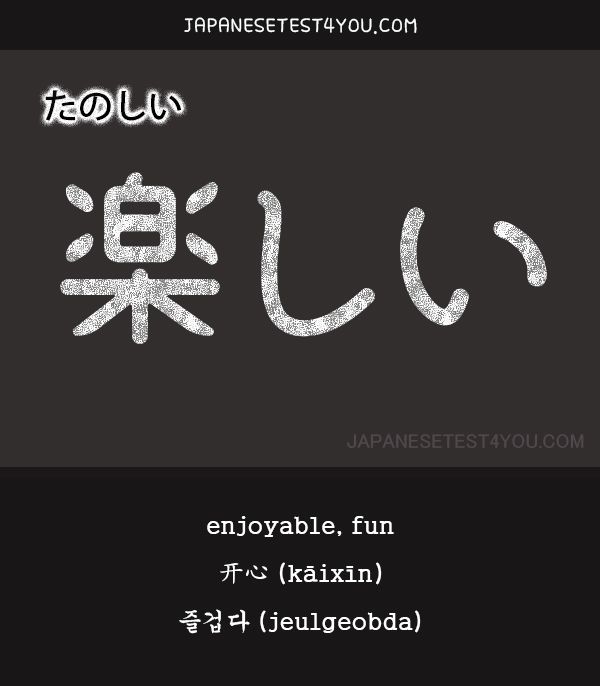 JAPANESETEST4YOU.COM
たのしい
楽しい
JAPANESETEST4YOU.COM
enjoyable, fun
开心 (kāixīn)
즐겁다 (jeulgeobda)